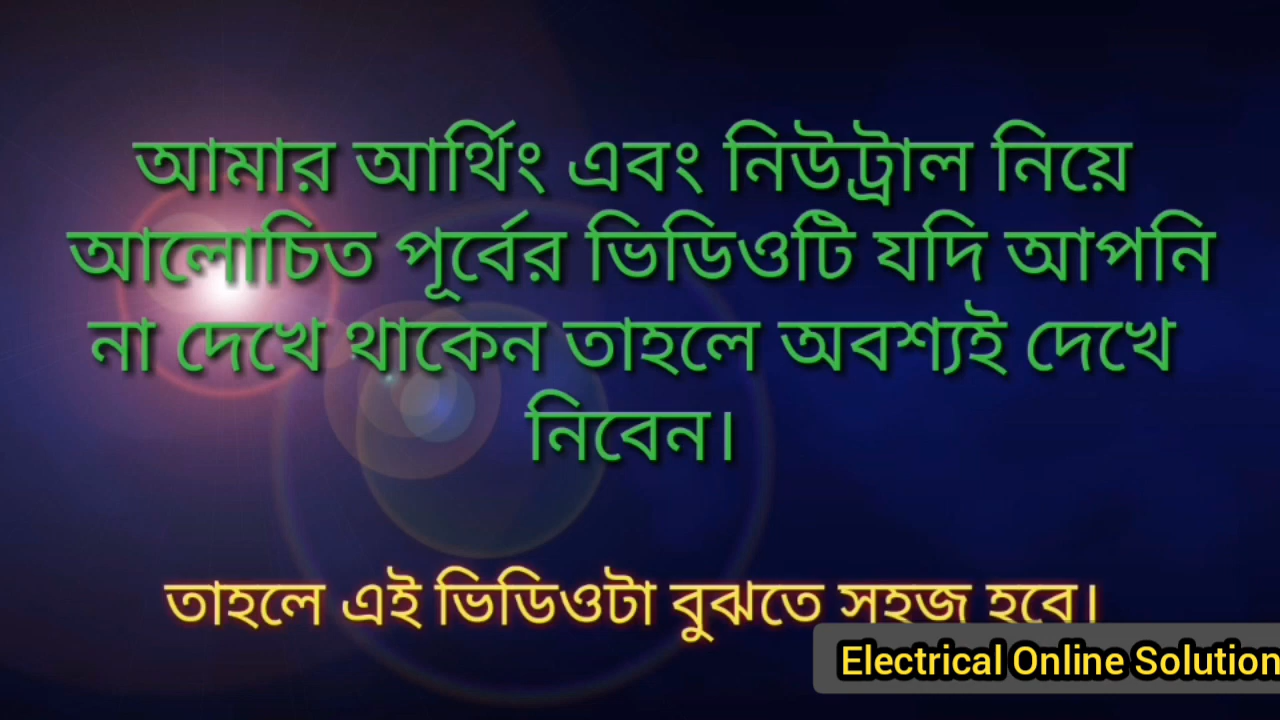 আমার আর্থিং এবং নিউট্রাল নিয়ে
আলোচিত পূর্বের ভিডিওটি যদি আপনি
না দেখে থাকেন তাহলে অবশ্যই দেখে
নিবেন।
তাহলে এই ভিডিওটা বুঝতে সহজ হবে।
Electrical Online Solution